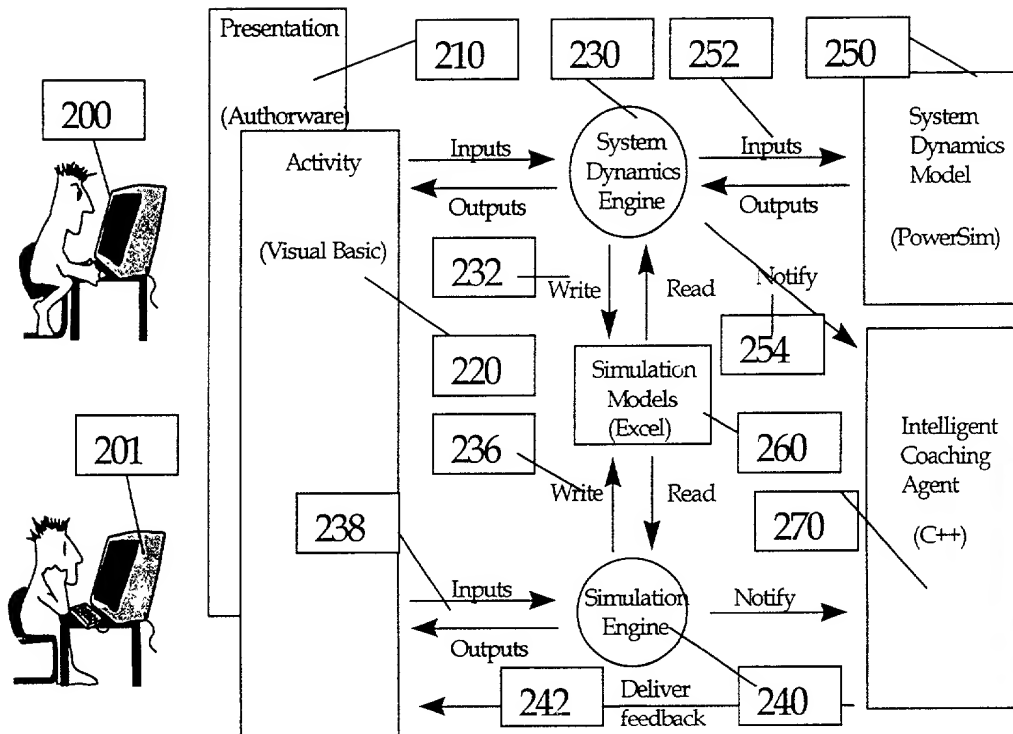 Presentation
210
230
252
250
200
(Authorware)
Activity
Inputs
System
Dynamics
Engine
Inputs
System
Dynamics
Model
Outputs
Outputs
(Visual Basic)
(PowerSim)
232
Write
Read
Notify
254
220
Simulation
Models
(Excel)
201
236
260
Intelligent
Coaching
Agent
Write
Read
238
270
(C++)
Inputs
Simulation
Engine
Notify
Outputs
242
Deliver
feedback
240